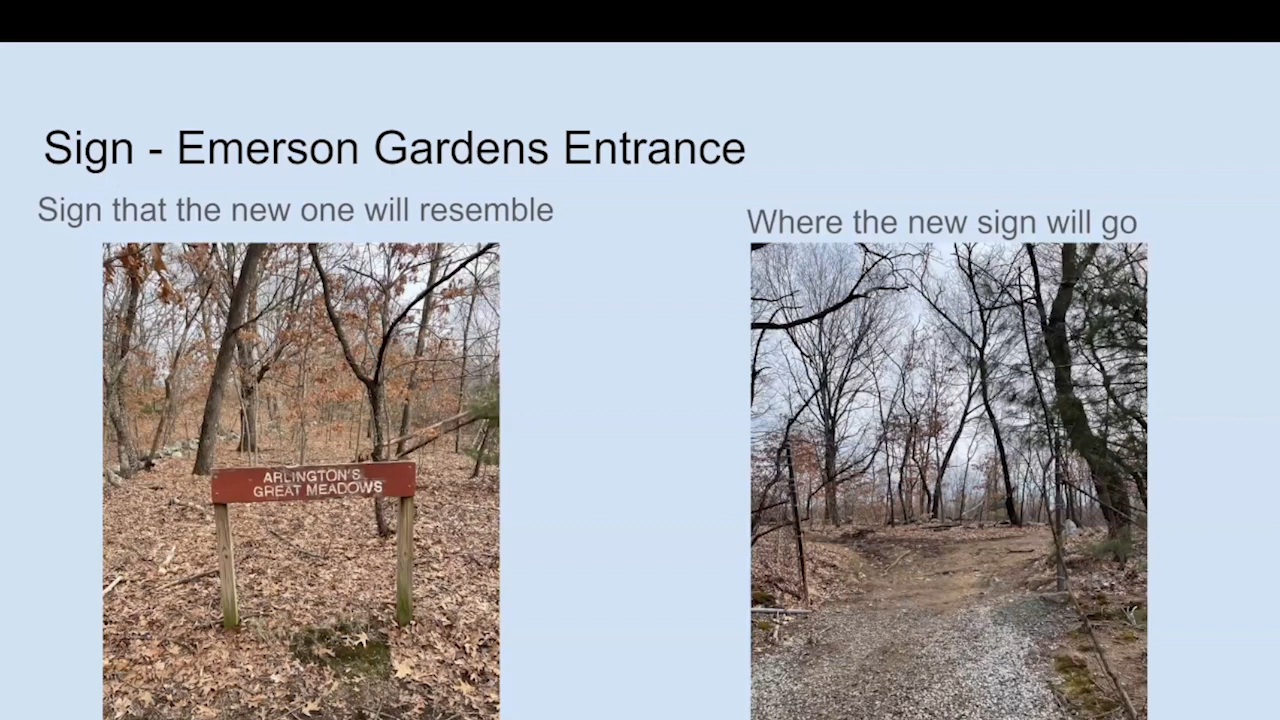 Sign - Emerson Gardens Entrance
Sign that the new one will resemble
Where the new sign will go
ARLINGTON'S
GREAT MEADOWS